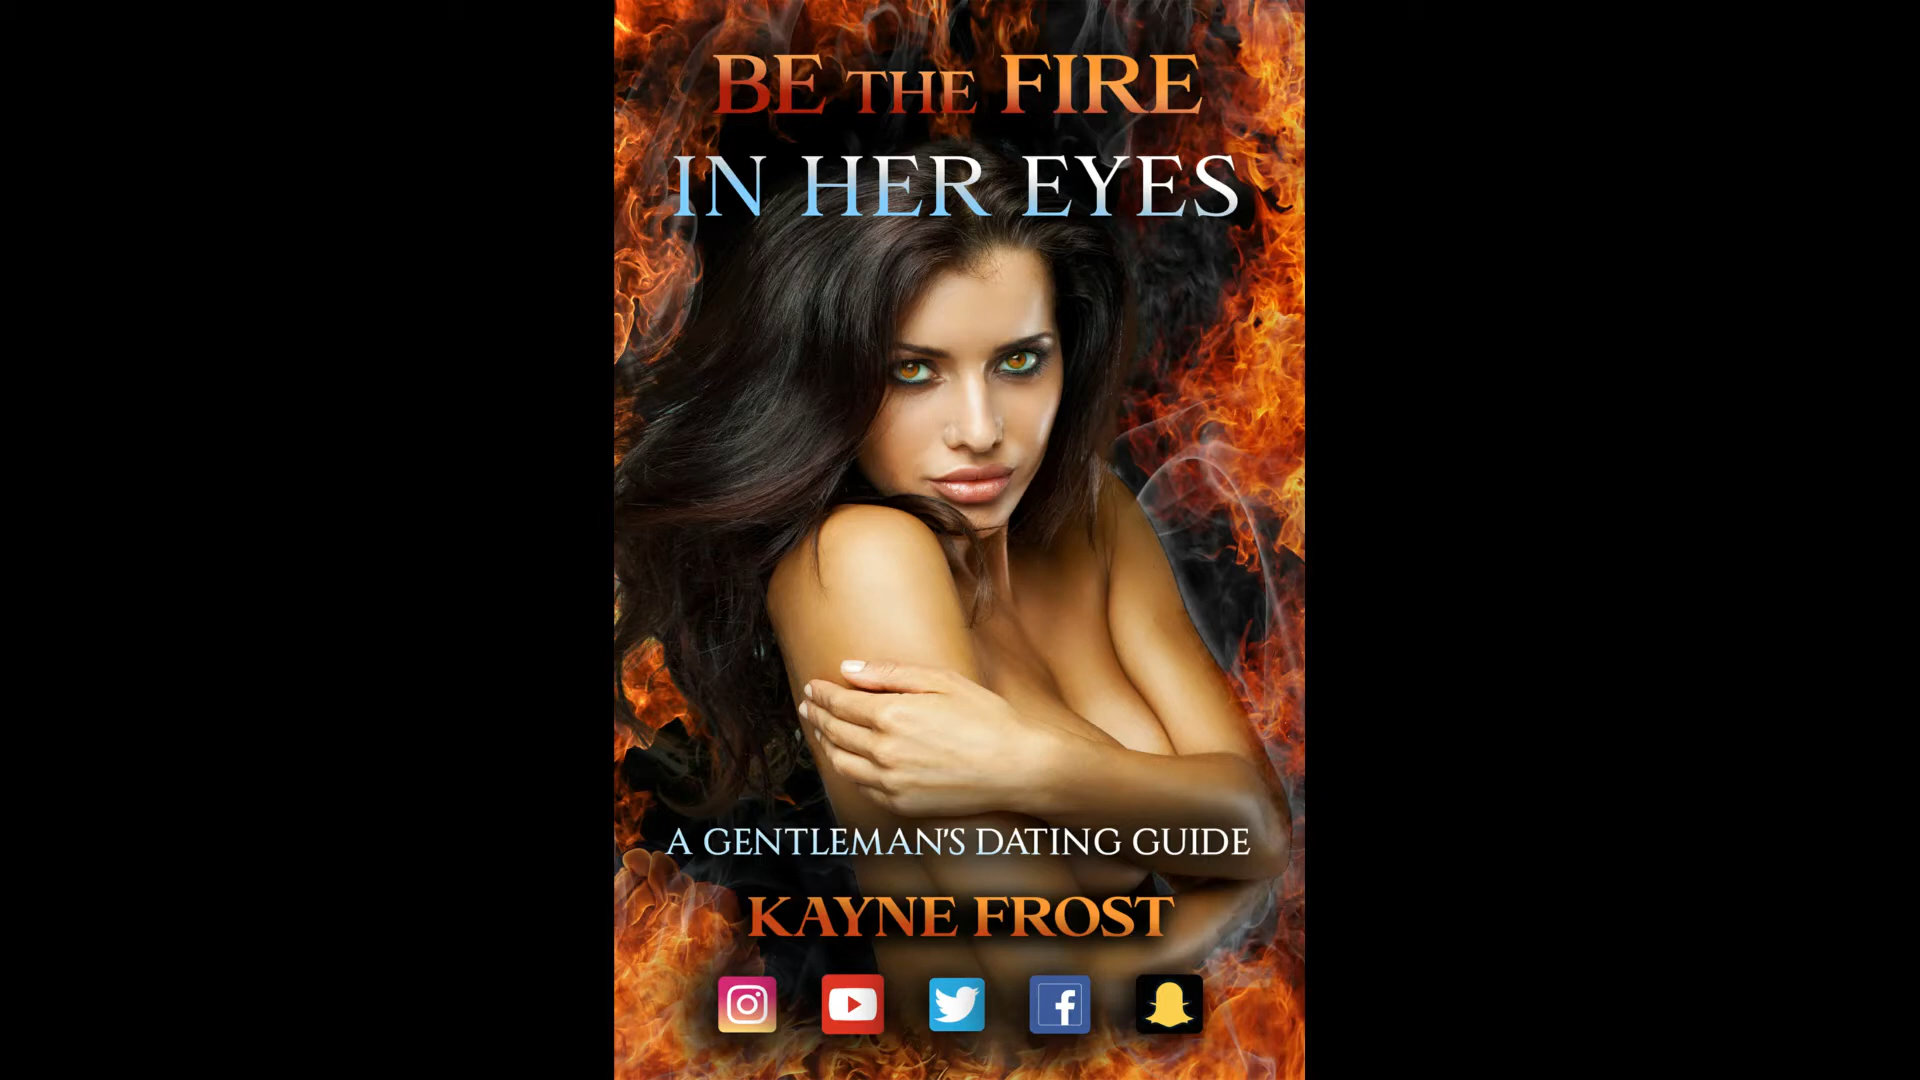 BE THE FIRE
IN HER EYES
A GENTLEMAN'S DATING GUIDE
KAYNE FROST